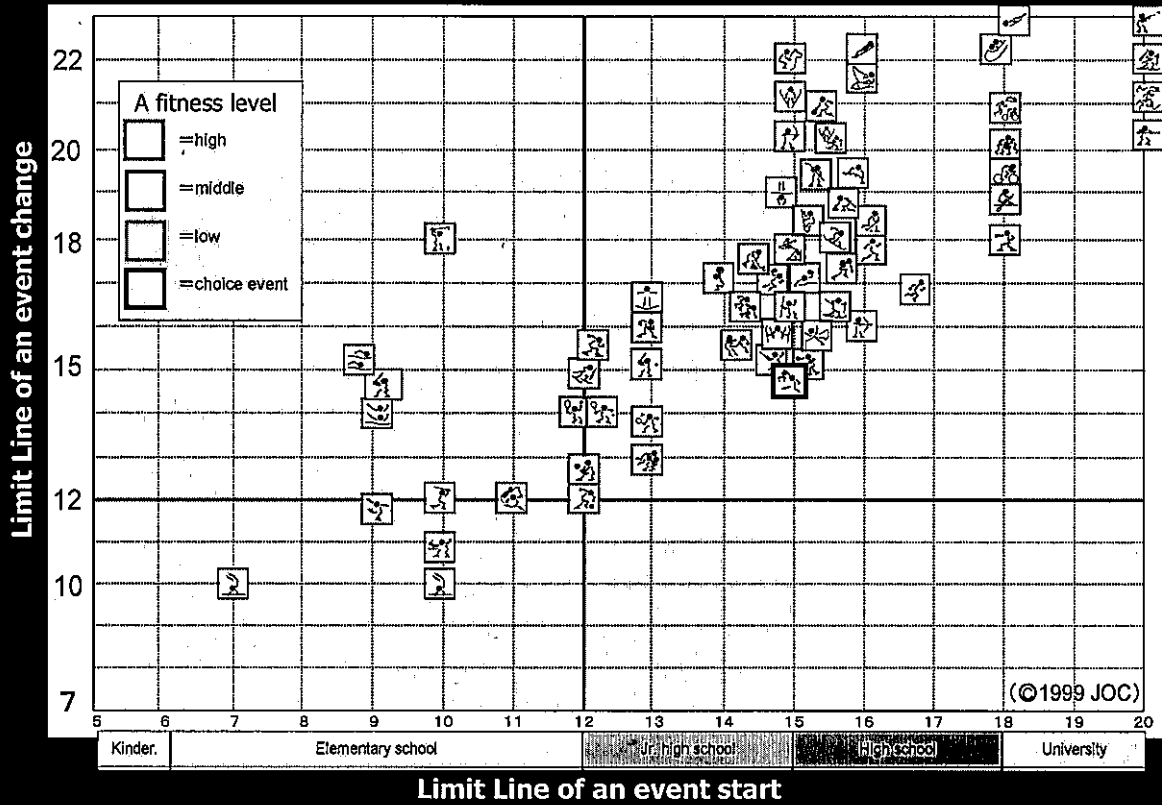 Limit Line of an event change
22
20
18
15
12
10
7
A fitness level
=high
=middle
=low
=choice event
(©1999 JOC)
5 6 7 8 9 10 11 12 13 14 15 16 17 18 19 20
Kinder. Elementary school Jr. high school High school University
Limit Line of an event start